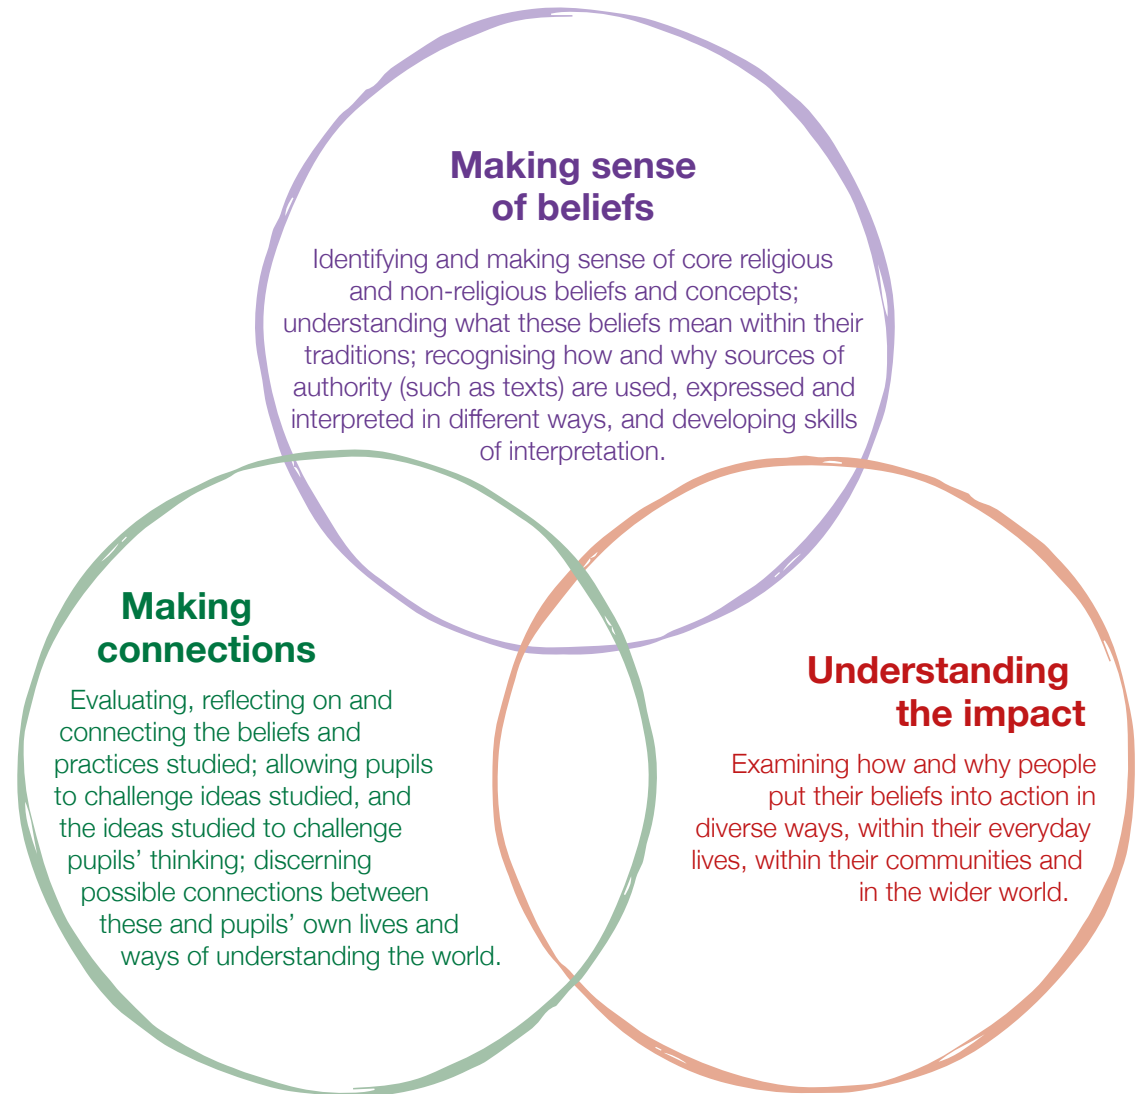 Making sense
of beliefs
Identifying and making sense of core religious
and non-religious beliefs and concepts;
understanding what these beliefs mean within their
traditions; recognising how and why sources of
authority (such as texts) are used, expressed and
interpreted in different ways, and developing skills
of interpretation.
Making
connections
Evaluating, reflecting on and
connecting the beliefs and
practices studied; allowing pupils
to challenge ideas studied, and
the ideas studied to challenge
pupils’ thinking; discerning
possible connections between
these and pupils’ own lives and
ways of understanding the world.
Understanding
the impact
Examining how and why people
put their beliefs into action in
diverse ways, within their everyday
lives, within their communities and
in the wider world.